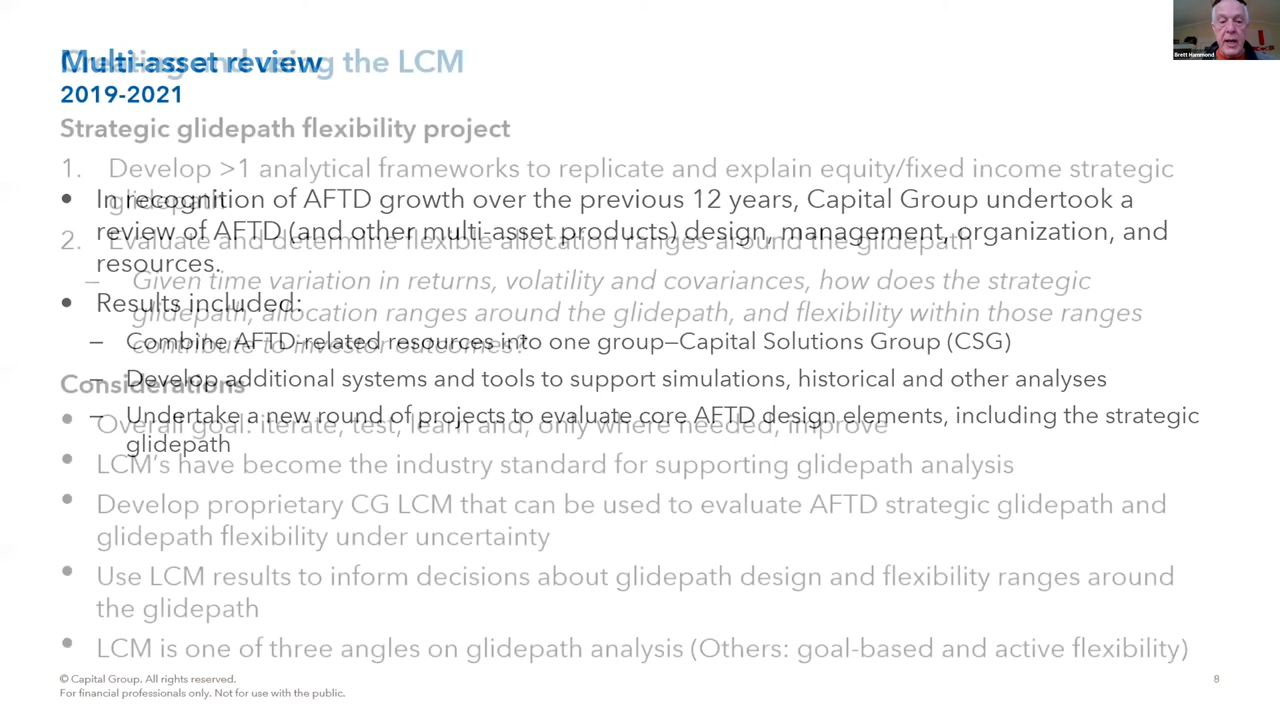 Brett Hammond
Multi-asset review
2019-2021
• In recognition of AFTD growth over the previous 12 years, Capital Group undertook a
review of AFTD (and other multi-asset products) design, management, organization, and
resources.
• Results included:
– Combine AFTD-related resources into one group—Capital Solutions Group (CSG)
– Develop additional systems and tools to support simulations, historical and other analyses
– Undertake a new round of projects to evaluate core AFTD design elements, including the strategic
glidepath
Creating and using the LCM
Strategic glidepath flexibility project
1. Develop >1 analytical frameworks to replicate and explain equity/fixed income strategic
glidepath
2. Evaluate and determine flexible allocation ranges around the glidepath
– Given time variation in returns, volatility and covariances, how does the strategic
glidepath, allocation ranges around the glidepath, and flexibility within those ranges
contribute to investor outcomes?
Considerations
• Overall goal: iterate, test, learn and, only where needed, improve
• LCM's have become the industry standard for supporting glidepath analysis
• Develop proprietary CG LCM that can be used to evaluate AFTD strategic glidepath and
glidepath flexibility under uncertainty
• Use LCM results to inform decisions about glidepath design and flexibility ranges around
the glidepath
• LCM is one of three angles on glidepath analysis (Others: goal-based and active flexibility)
© Capital Group. All rights reserved.
For financial professionals only. Not for use with the public.
8